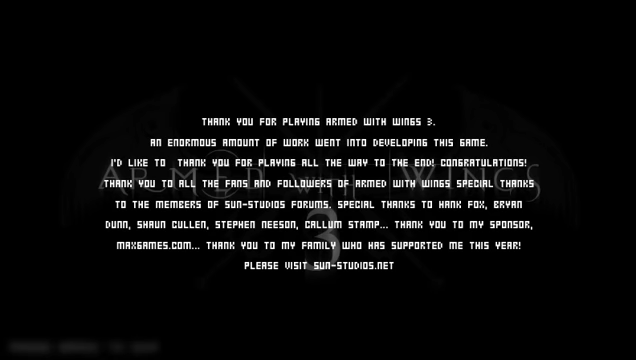 THANK YOU FOR PLAYING ARMED WITH WINGS 3.
AN ENORMOUS AMOUNT OF WORK WENT INTO DEVELOPING THIS GAME.
I'D LIKE TO THANK YOU FOR PLAYING ALL THE WAY TO THE END! CONGRATULATIONS!
ARMED WITH WINGS
THANK YOU TO ALL THE FANS AND FOLLOWERS OF ARMED WITH WINGS SPECIAL THANKS
TO THE MEMBERS OF SUN-STUDIOS FORUMS. SPECIAL THANKS TO HANK FOX, BRYAN
DUNN, SHAUN CULLEN, STEPHEN NEESON, CALLUM STAMP... THANK YOU TO MY SPONSOR,
3
MAXGAMES.COM... THANK YOU TO MY FAMILY WHO HAS SUPPORTED ME THIS YEAR!
PLEASE VISIT SUN-STUDIOS.NET